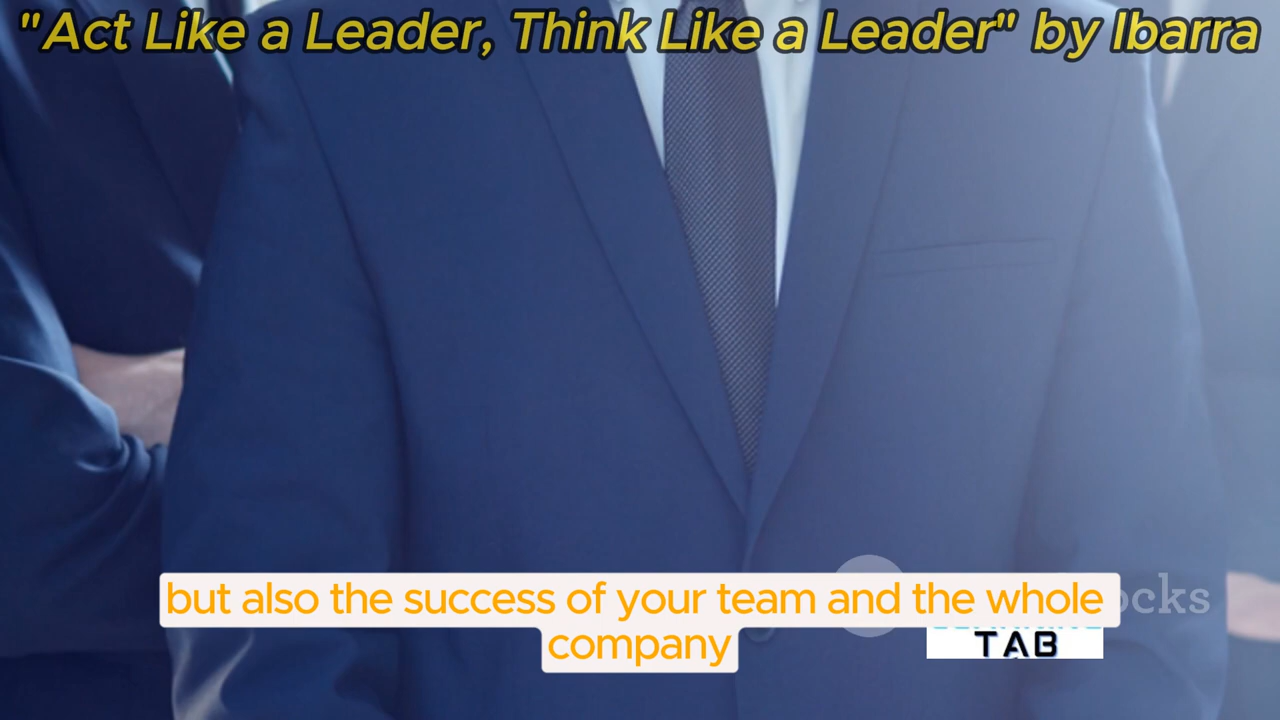 "Act Like a Leader, Think Like a Leader" by Ibarra
but also the success of your team and the whole
company
TAB